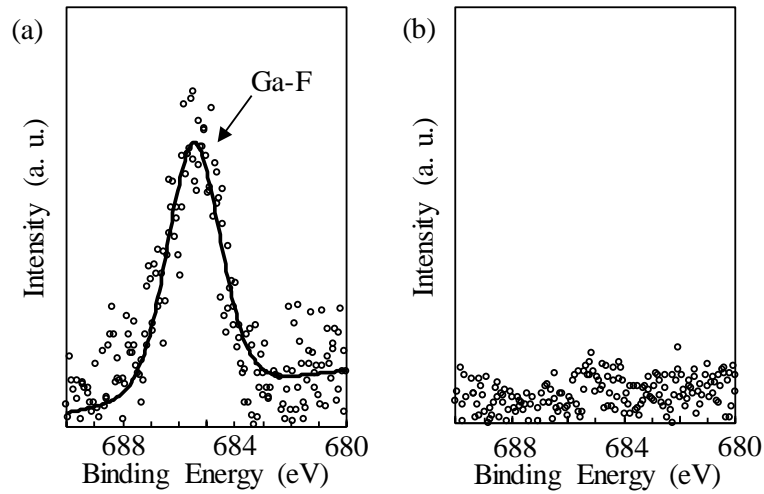 (a)
Ga-F
Intensity (a. u.)
688 684 680
Binding Energy (eV)
(b)
Intensity (a. u.)
688 684 680
Binding Energy (eV)